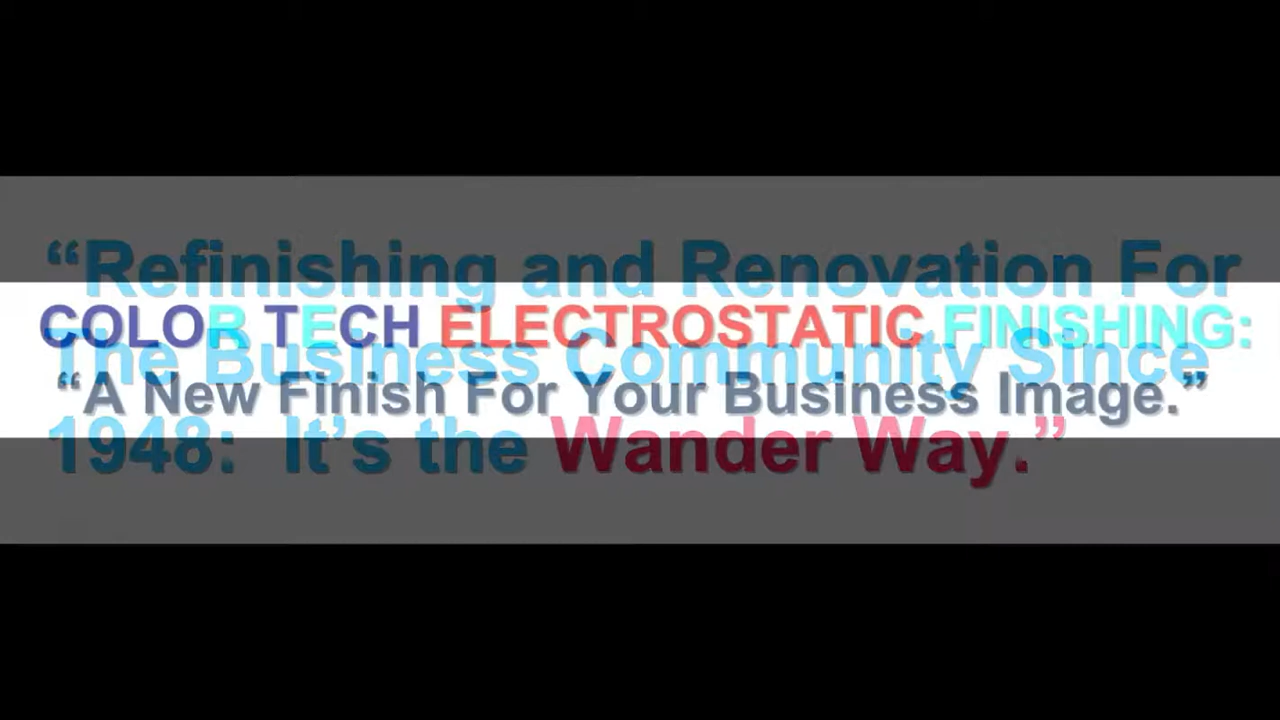 “Refinishing and Renovation For
COLOR TECH ELECTROSTATIC FINISHING:
The Business Community Since
“A New Finish For Your Business Image.”
1948: It’s the Wander Way.”